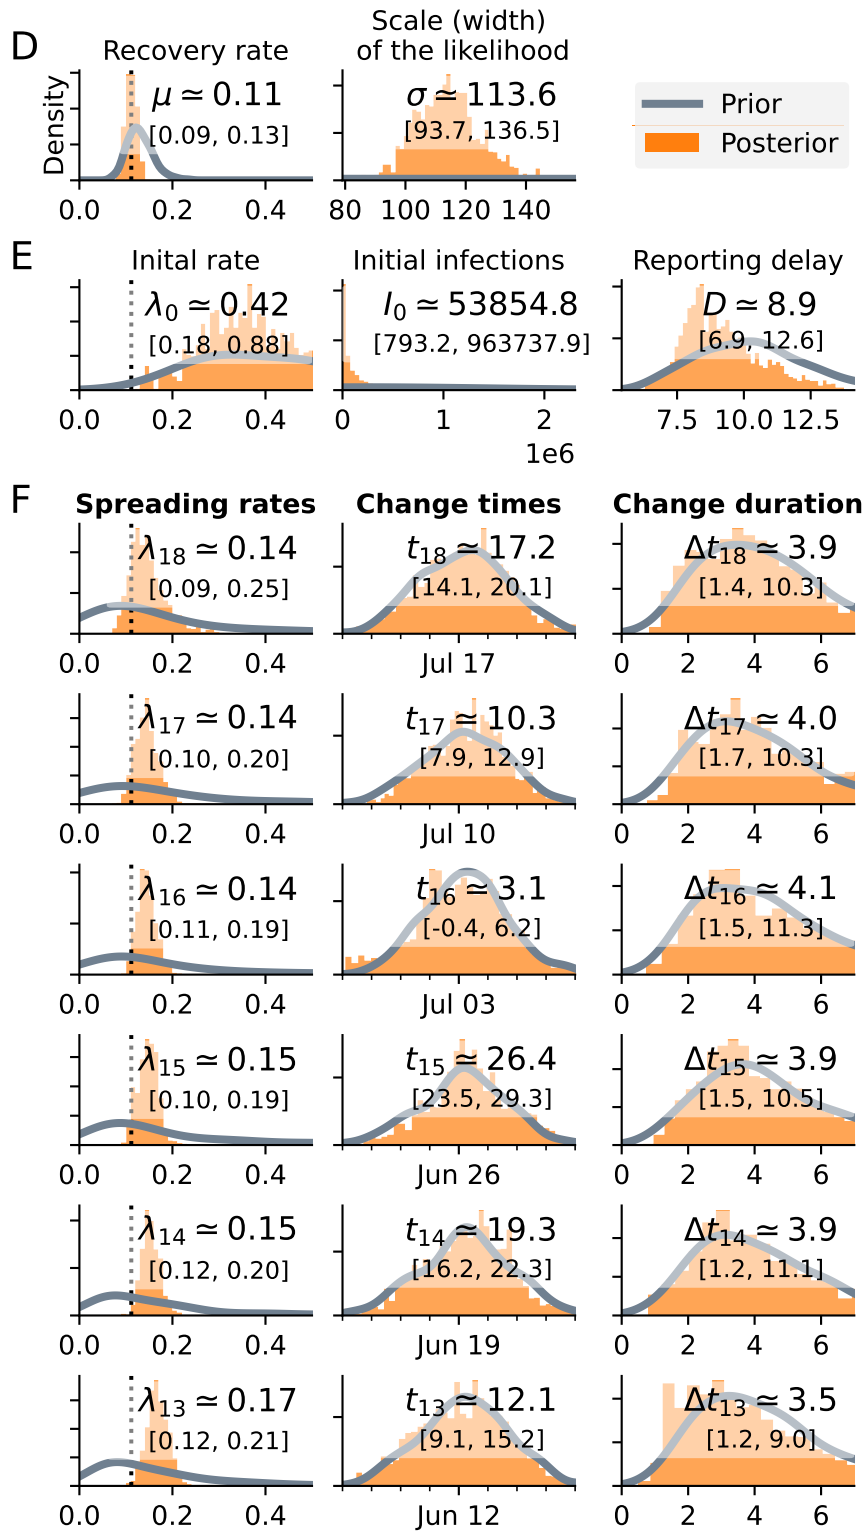 D
Recovery rate
Scale (width)
of the likelihood
Density
μ ≃ 0.11
[0.09, 0.13]
σ ≃ 113.6
[93.7, 136.5]
Prior
Posterior
0.0 0.2 0.4
80 100 120 140
E
Inital rate
Initial infections
Reporting delay
λ0 ≃ 0.42
[0.18, 0.88]
I0 ≃ 53854.8
[793.2, 963737.9]
D ≃ 8.9
[6.9, 12.6]
0.0 0.2 0.4
0 1 2
1e6
7.5 10.0 12.5
F
Spreading rates
Change times
Change duration
λ18 ≃ 0.14
[0.09, 0.25]
t18 ≃ 17.2
[14.1, 20.1]
Δt18 ≃ 3.9
[1.4, 10.3]
0.0 0.2 0.4
Jul 17
0 2 4 6
λ17 ≃ 0.14
[0.10, 0.20]
t17 ≃ 10.3
[7.9, 12.9]
Δt17 ≃ 4.0
[1.7, 10.3]
0.0 0.2 0.4
Jul 10
0 2 4 6
λ16 ≃ 0.14
[0.11, 0.19]
t16 ≃ 3.1
[-0.4, 6.2]
Δt16 ≃ 4.1
[1.5, 11.3]
0.0 0.2 0.4
Jul 03
0 2 4 6
λ15 ≃ 0.15
[0.10, 0.19]
t15 ≃ 26.4
[23.5, 29.3]
Δt15 ≃ 3.9
[1.5, 10.5]
0.0 0.2 0.4
Jun 26
0 2 4 6
λ14 ≃ 0.15
[0.12, 0.20]
t14 ≃ 19.3
[16.2, 22.3]
Δt14 ≃ 3.9
[1.2, 11.1]
0.0 0.2 0.4
Jun 19
0 2 4 6
λ13 ≃ 0.17
[0.12, 0.21]
t13 ≃ 12.1
[9.1, 15.2]
Δt13 ≃ 3.5
[1.2, 9.0]
0.0 0.2 0.4
Jun 12
0 2 4 6